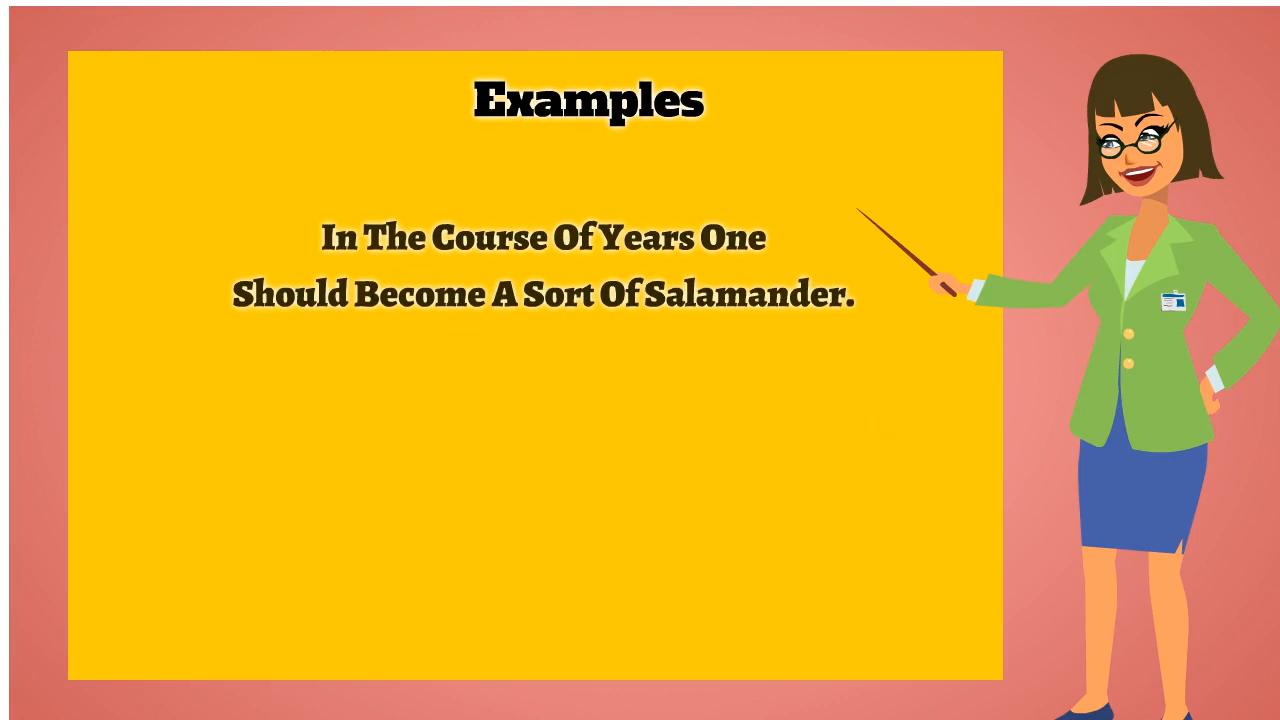 Examples
In The Course Of Years One
Should Become A Sort Of Salamander.